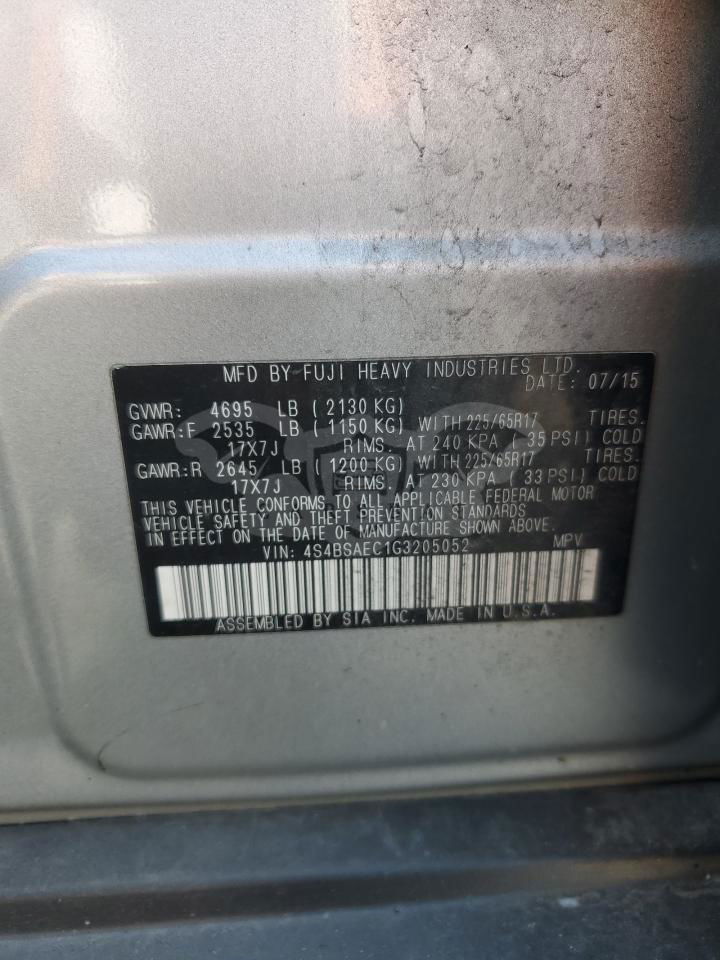 MFD BY FUJI HEAVY INDUSTRIES LTD.
DATE: 07/15
GVWR: 4695 LB ( 2130 KG)
GAWR:F 2535 LB ( 1150 KG) WITH 225/65R17 TIRES.
17X7J RIMS. AT 240 KPA ( 35 PSI) COLD
GAWR:R 2645 LB ( 1200 KG) WITH 225/65R17 TIRES.
17X7J RIMS. AT 230 KPA ( 33 PSI) COLD
THIS VEHICLE CONFORMS TO ALL APPLICABLE FEDERAL MOTOR
VEHICLE SAFETY AND THEFT PREVENTION STANDARDS
IN EFFECT ON THE DATE OF MANUFACTURE SHOWN ABOVE.
VIN: 4S4BSAEC1G3205052 MPV
ASSEMBLED BY SIA INC. MADE IN U.S.A.